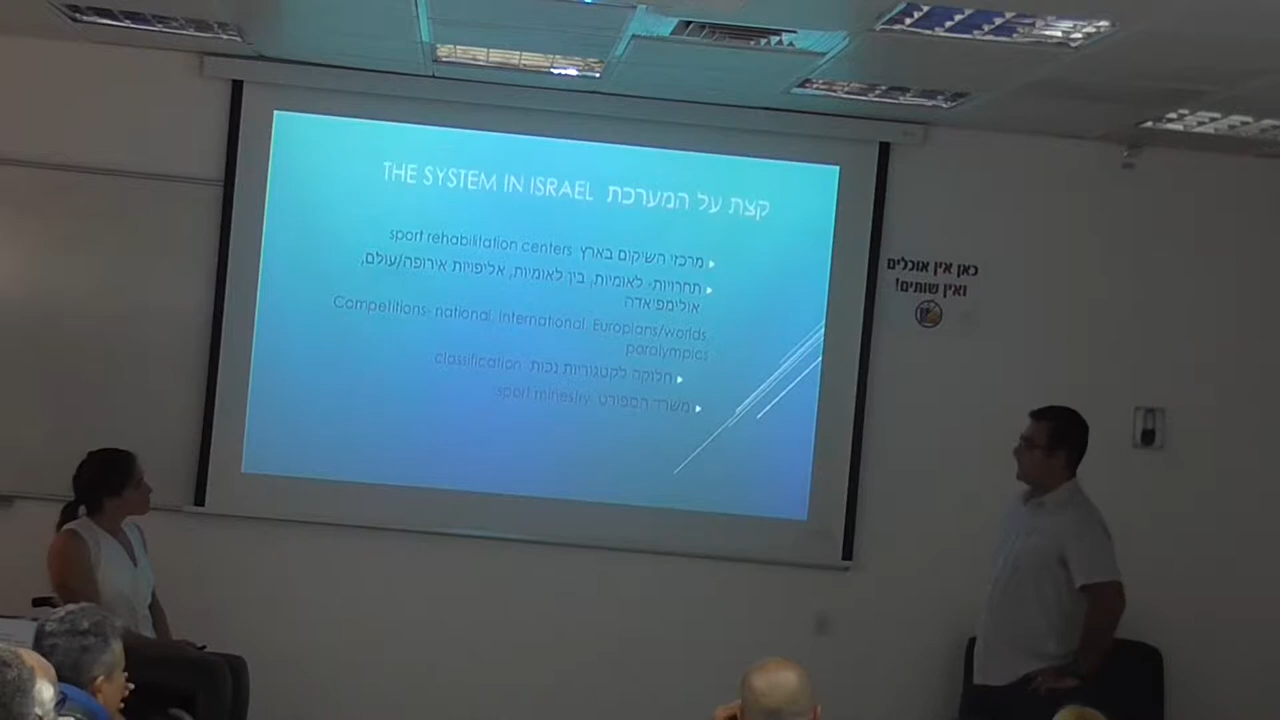 קצת על המערכת THE SYSTEM IN ISRAEL
מרכזי השיקום בארץ sport rehabilitation centers
תחרויות- לאומיות, בין לאומיות, אליפויות אירופה/עולם,
אולימפיאדה
Competitions- national, International, Europians/worlds
paralympics
חלוקה לקטגוריות נכות classification
משרד הספורט sport minestry
כאן אין אוכלים
ואין שותים!